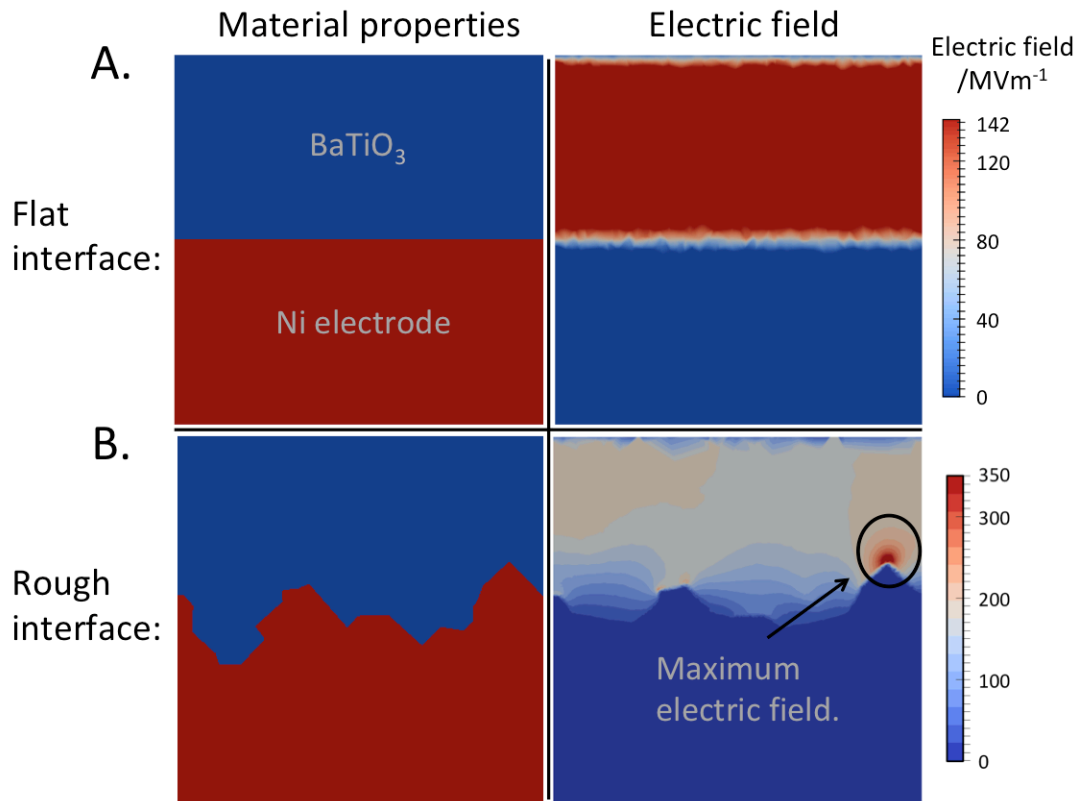 Material properties
Electric field
Electric field
/MVm⁻¹
A.
BaTiO₃
Flat
interface:
Ni electrode
142
120
80
40
0
B.
Rough
interface:
Maximum
electric field.
350
300
200
100
0